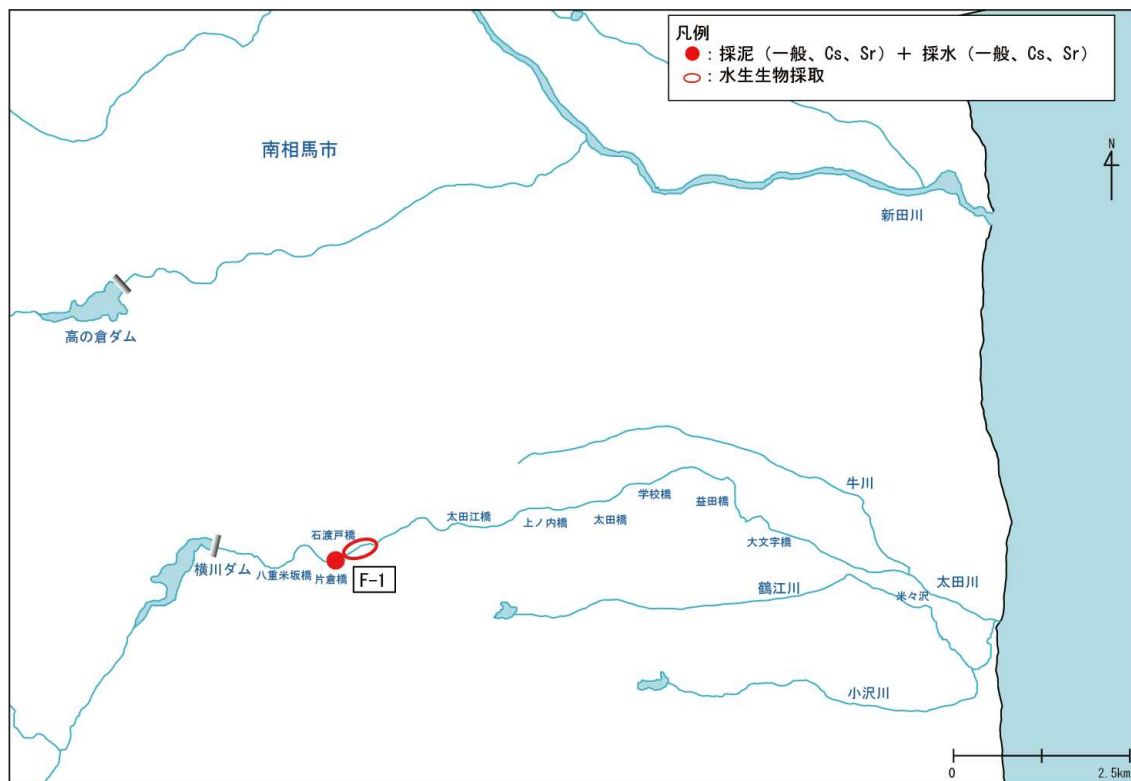 凡例
：採泥（一般、Cs、Sr）＋ 採水（一般、Cs、Sr）
：水生生物採取
南相馬市
N
新田川
高の倉ダム
牛川
学校橋
益田橋
太田江橋
上ノ内橋
太田橋
石渡戸橋
大文字橋
横川ダム
八重米坂橋
片倉橋
F-1
鶴江川
米々沢
太田川
小沢川
0
2.5km